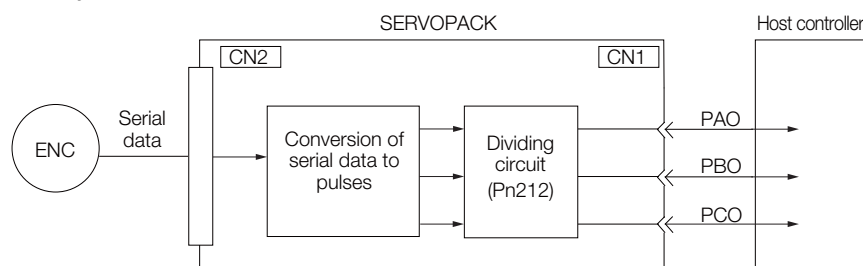 SERVOPACK
Host controller
CN2
CN1
Serial
data
ENC
Conversion of
serial data to
pulses
Dividing
circuit
(Pn212)
PAO
PBO
PCO